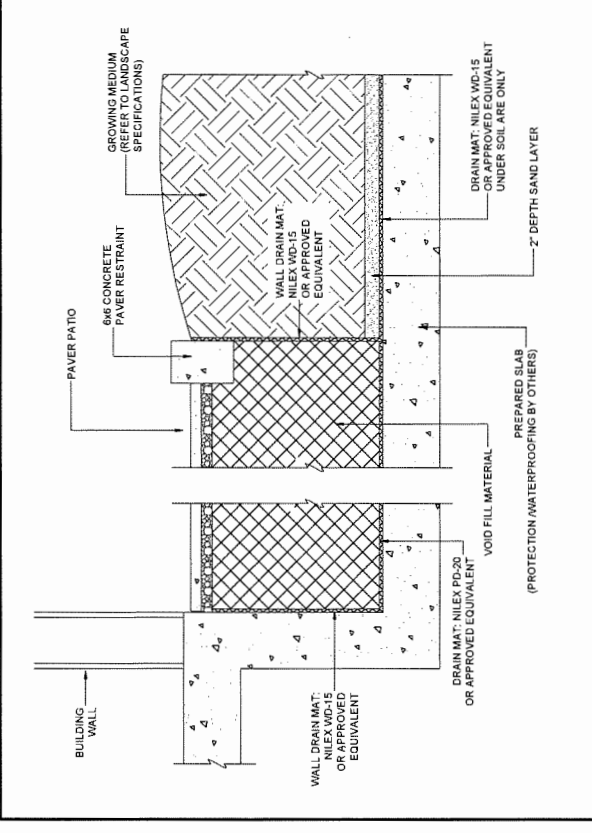 GROWING MEDIUM
(REFER TO LANDSCAPE
SPECIFICATIONS)
6x6 CONCRETE
PAVER RESTRAINT
PAVER PATIO
BUILDING
WALL
WALL DRAIN MAT:
NILEX WD-15
OR APPROVED
EQUIVALENT
DRAIN MAT: NILEX WD-15
OR APPROVED EQUIVALENT
UNDER SOIL ARE ONLY
2" DEPTH SAND LAYER
PREPARED SLAB
(PROTECTION /WATERPROOFING BY OTHERS)
VOID FILL MATERIAL
DRAIN MAT: NILEX PD-20
OR APPROVED EQUIVALENT
WALL DRAIN MAT:
NILEX WD-15
OR APPROVED
EQUIVALENT